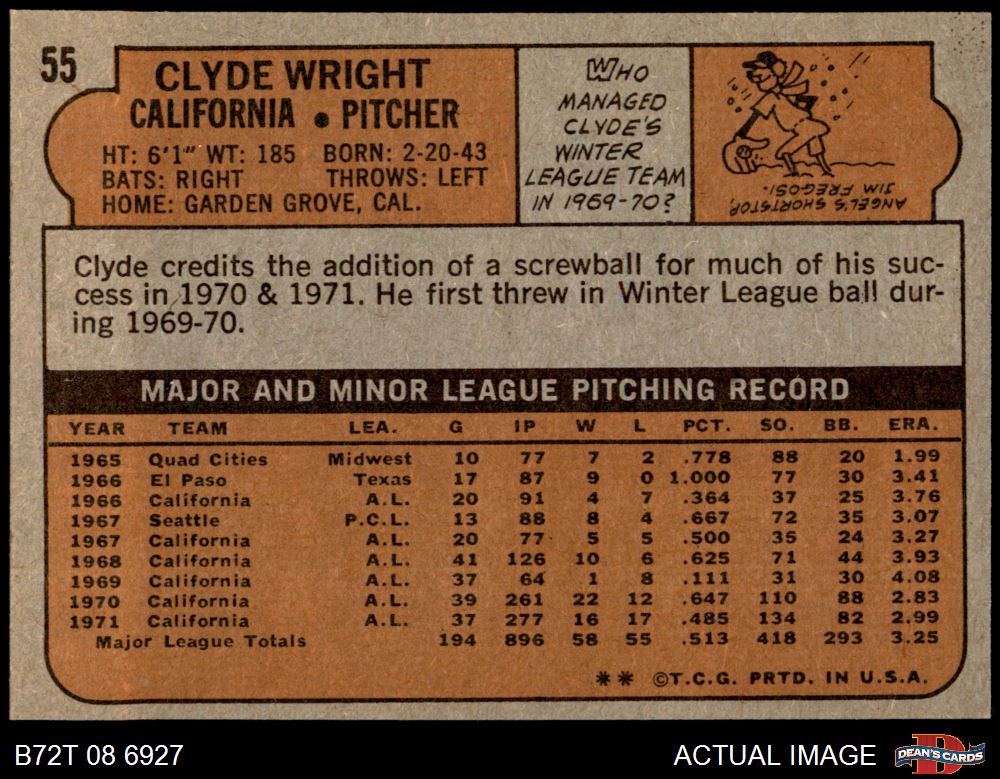 55
CLYDE WRIGHT
CALIFORNIA • PITCHER
HT: 6'1" WT: 185 BORN: 2-20-43
BATS: RIGHT THROWS: LEFT
HOME: GARDEN GROVE, CAL.
WHO
MANAGED
CLYDE'S
WINTER
LEAGUE TEAM
IN 1969-70?
ANGEL'S SHORTSTOP,
JIM FREGOSI.
Clyde credits the addition of a screwball for much of his suc-
cess in 1970 & 1971. He first threw in Winter League ball dur-
ing 1969-70.
MAJOR AND MINOR LEAGUE PITCHING RECORD
YEAR TEAM LEA. G IP W L PCT. SO. BB. ERA.
1965 Quad Cities Midwest 10 77 7 2 .778 88 20 1.99
1966 El Paso Texas 17 87 9 0 1.000 77 30 3.41
1966 California A.L. 20 91 4 7 .364 37 25 3.76
1967 Seattle P.C.L. 13 88 8 4 .667 72 35 3.07
1967 California A.L. 20 77 5 5 .500 35 24 3.27
1968 California A.L. 41 126 10 6 .625 71 44 3.93
1969 California A.L. 37 64 1 8 .111 31 30 4.08
1970 California A.L. 39 261 22 12 .647 110 88 2.83
1971 California A.L. 37 277 16 17 .485 134 82 2.99
Major League Totals 194 896 58 55 .513 418 293 3.25
** ©T.C.G. PRTD. IN U.S.A.
B72T 08 6927 ACTUAL IMAGE
D
DEAN'S CARDS